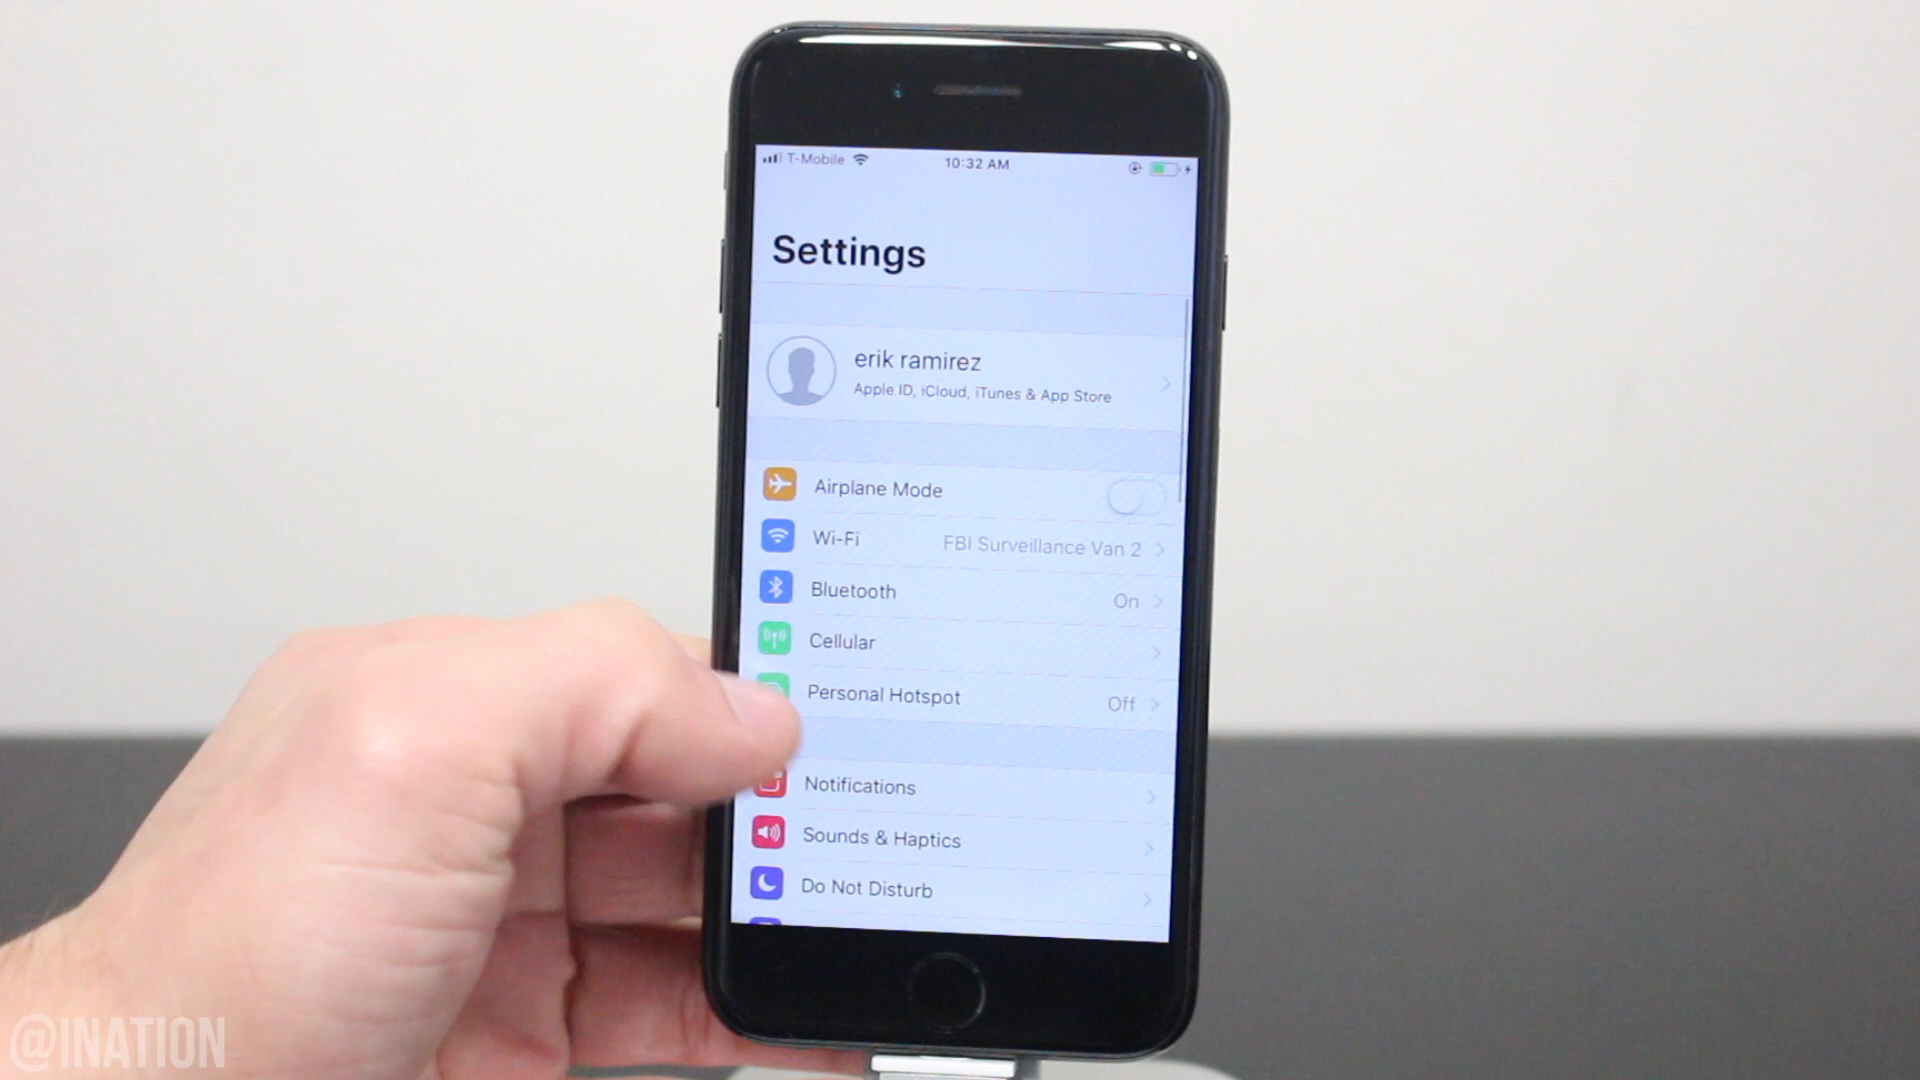 T-Mobile
10:32 AM
Settings
erik ramirez
Apple ID, iCloud, iTunes & App Store
Airplane Mode
Wi-Fi FBI Surveillance Van 2
Bluetooth On
Cellular
Personal Hotspot Off
Notifications
Sounds & Haptics
Do Not Disturb
@INATION